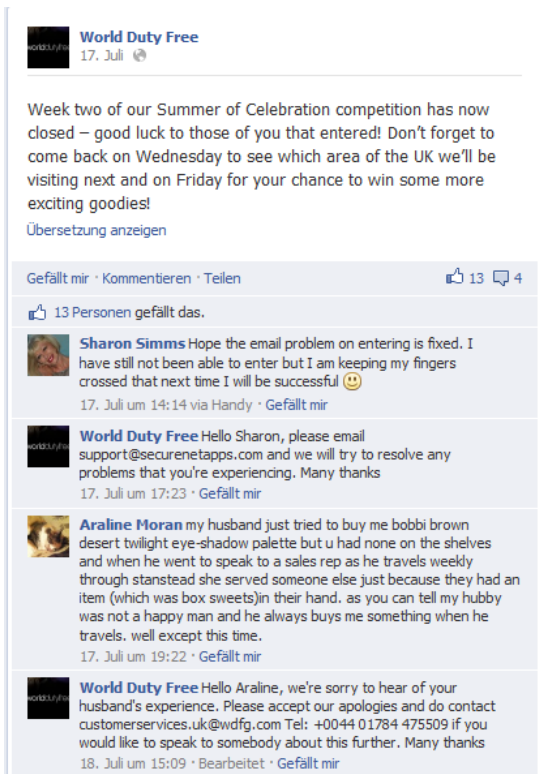 World Duty Free
17. Juli
Week two of our Summer of Celebration competition has now
closed – good luck to those of you that entered! Don't forget to
come back on Wednesday to see which area of the UK we'll be
visiting next and on Friday for your chance to win some more
exciting goodies!
Übersetzung anzeigen
Gefällt mir · Kommentieren · Teilen 13 4
13 Personen gefällt das.
Sharon Simms Hope the email problem on entering is fixed. I
have still not been able to enter but I am keeping my fingers
crossed that next time I will be successful
17. Juli um 14:14 via Handy · Gefällt mir
World Duty Free Hello Sharon, please email
support@securenetapps.com and we will try to resolve any
problems that you're experiencing. Many thanks
17. Juli um 17:23 · Gefällt mir
Araline Moran my husband just tried to buy me bobbi brown
desert twilight eye-shadow palette but u had none on the shelves
and when he went to speak to a sales rep as he travels weekly
through stanstead she served someone else just because they had an
item (which was box sweets)in their hand. as you can tell my hubby
was not a happy man and he always buys me something when he
travels. well except this time.
17. Juli um 19:22 · Gefällt mir
World Duty Free Hello Araline, we're sorry to hear of your
husband's experience. Please accept our apologies and do contact
customerservices.uk@wdfg.com Tel: +0044 01784 475509 if you
would like to speak to somebody about this further. Many thanks
18. Juli um 15:09 · Bearbeitet · Gefällt mir